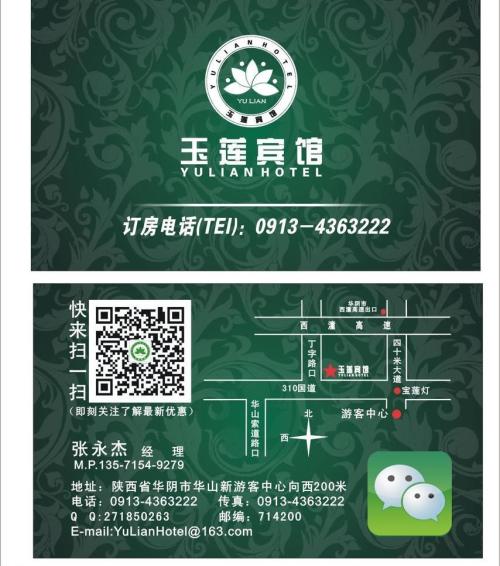 YULIANHOTEL
YU LIAN
玉莲宾馆
玉莲宾馆
YULIANHOTEL
订房电话(TEl)：0913-4363222
快来扫一扫
(即刻关注了解最新优惠)
华阴市
西潼高速出口
西潼高速
丁字路口
玉莲宾馆
YULIANHOTEL
四十米大道
310国道
宝莲灯
华山索道路口
北
西
游客中心
张永杰 经 理
M.P.135-7154-9279
地址：陕西省华阴市华山新游客中心向西200米
电话：0913-4363222 传真：0913-4363222
Q Q:271850263 邮编：714200
E-mail:YuLianHotel@163.com